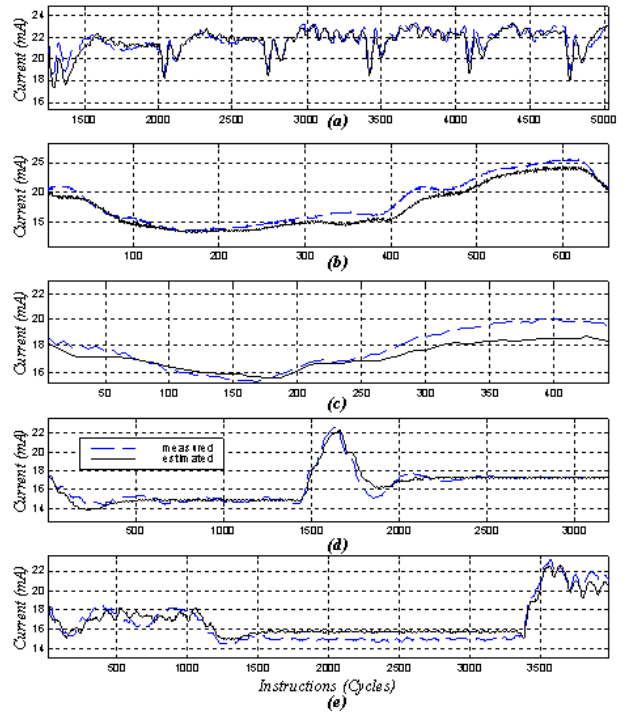 24
22
20
18
16
Current (mA)
1500 2000 2500 3000 3500 4000 4500 5000
(a)
25
20
15
Current (mA)
100 200 300 400 500 600
(b)
22
20
18
16
Current (mA)
50 100 150 200 250 300 350 400
(c)
22
20
18
16
14
Current (mA)
measured
estimated
500 1000 1500 2000 2500 3000
(d)
22
20
18
16
14
Current (mA)
500 1000 1500 2000 2500 3000 3500
Instructions (Cycles)
(e)